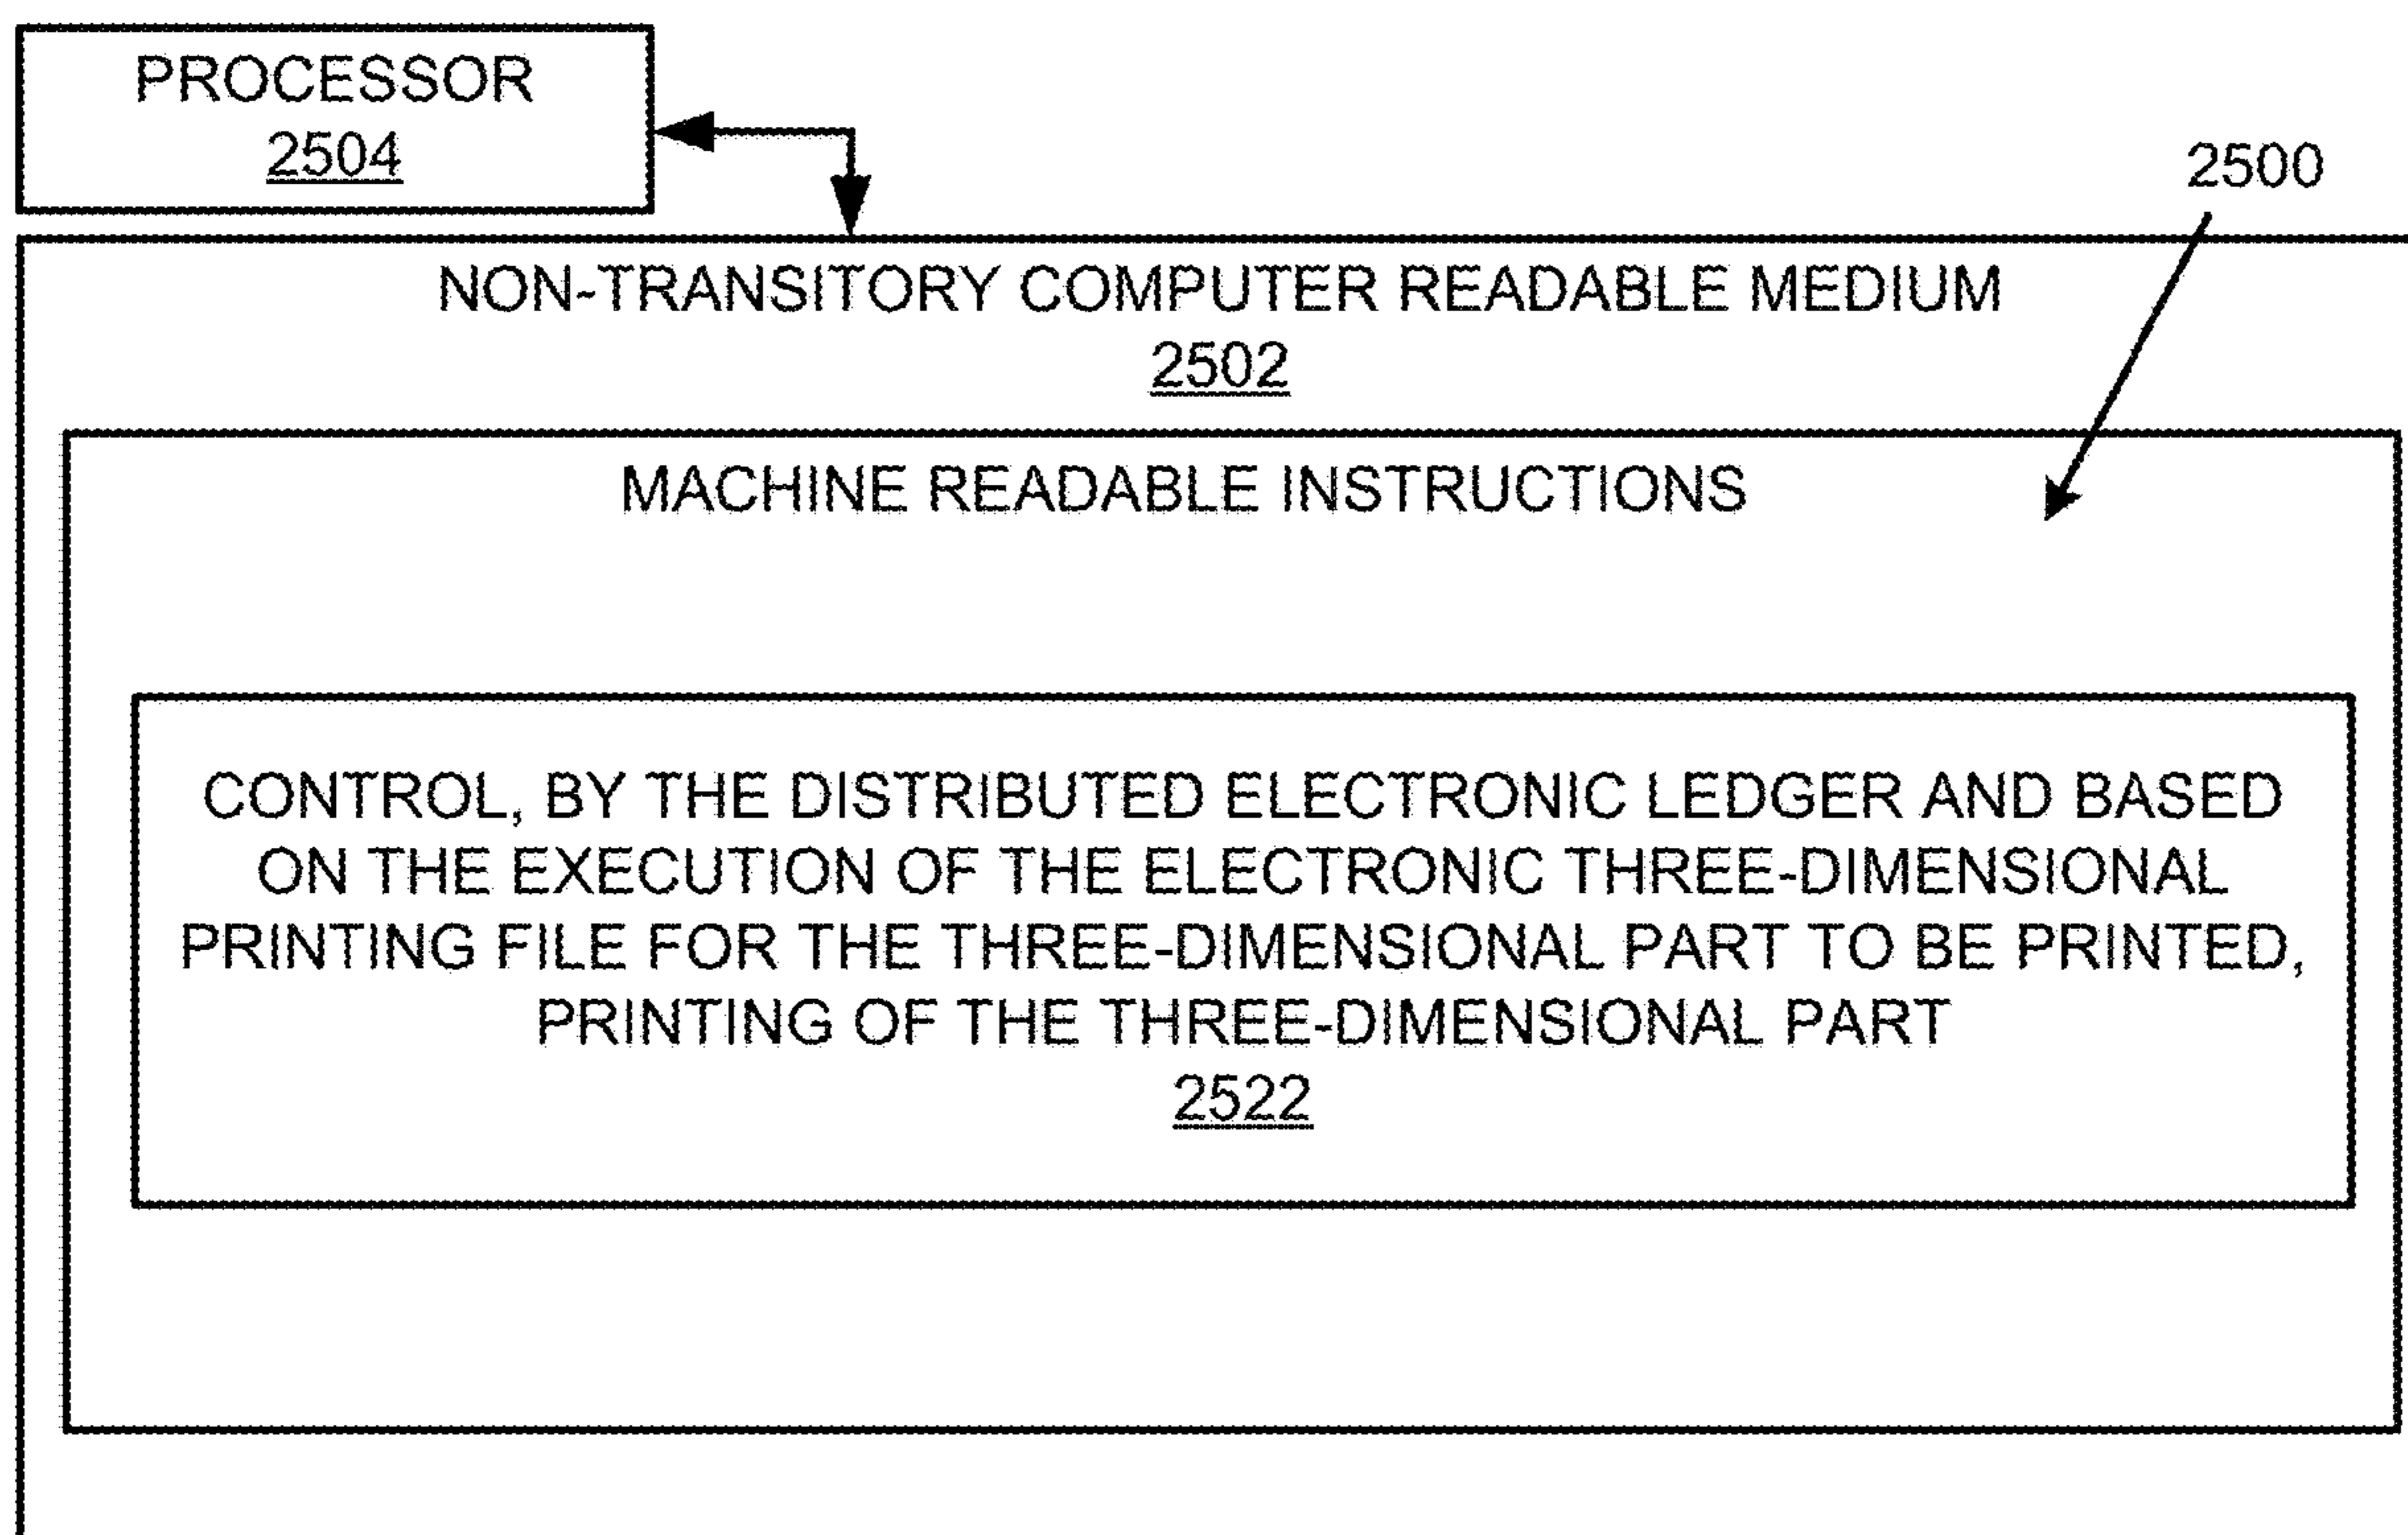 PROCESSOR
2504
2500
NON-TRANSITORY COMPUTER READABLE MEDIUM
2502
MACHINE READABLE INSTRUCTIONS
CONTROL, BY THE DISTRIBUTED ELECTRONIC LEDGER AND BASED
ON THE EXECUTION OF THE ELECTRONIC THREE-DIMENSIONAL
PRINTING FILE FOR THE THREE-DIMENSIONAL PART TO BE PRINTED,
PRINTING OF THE THREE-DIMENSIONAL PART
2522